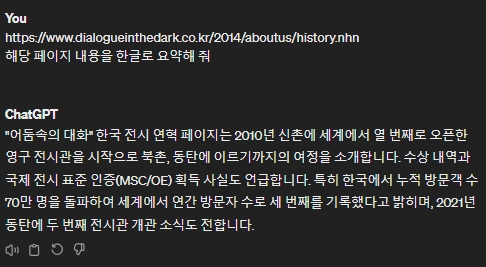 You
https://www.dialogueinthedark.co.kr/2014/aboutus/history.nhn
해당 페이지 내용을 한글로 요약해 줘
ChatGPT
"어둠속의 대화" 한국 전시 연혁 페이지는 2010년 신촌에 세계에서 열 번째로 오픈한
영구 전시관을 시작으로 북촌, 동탄에 이르기까지의 여정을 소개합니다. 수상 내역과
국제 전시 표준 인증(MSC/OE) 획득 사실도 언급합니다. 특히 한국에서 누적 방문객 수
70만 명을 돌파하여 세계에서 연간 방문자 수로 세 번째를 기록했다고 밝히며, 2021년
동탄에 두 번째 전시관 개관 소식도 전합니다.